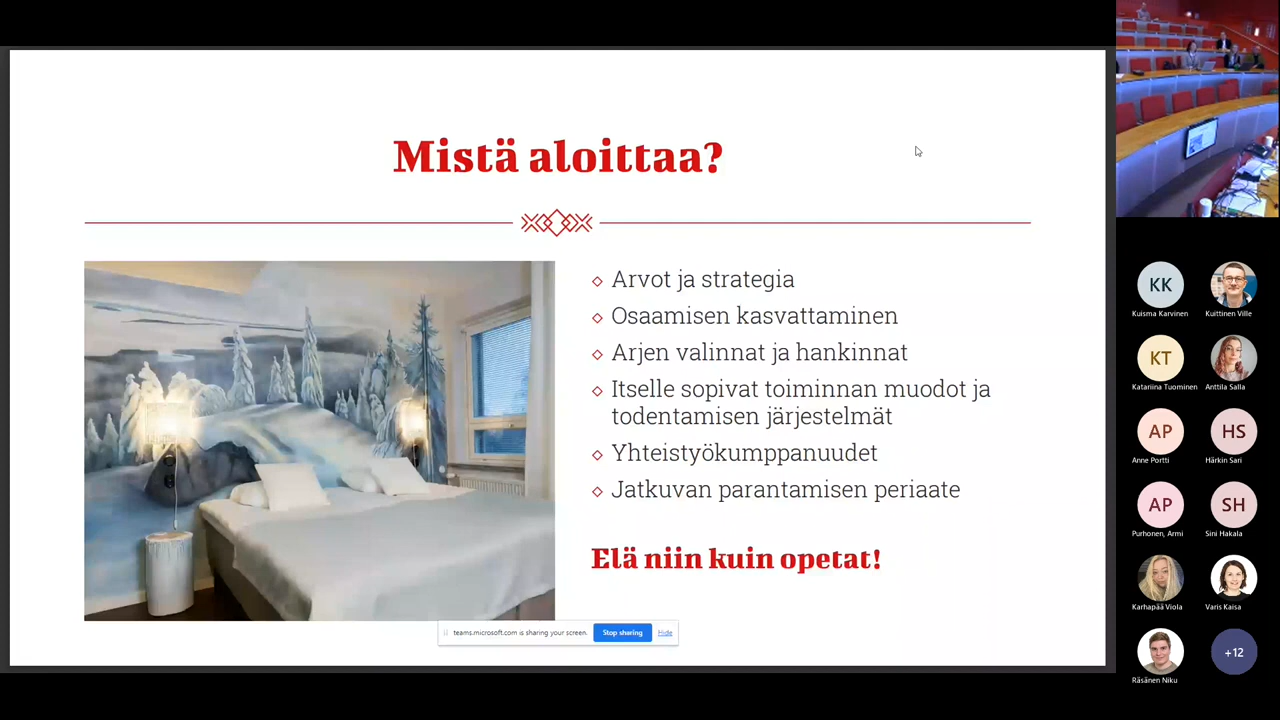 Mistä aloittaa?
Arvot ja strategia
Osaamisen kasvattaminen
Arjen valinnat ja hankinnat
Itselle sopivat toiminnan muodot ja
todentamisen järjestelmät
Yhteistyökumppanuudet
Jatkuvan parantamisen periaate
Elä niin kuin opetat!
teams.microsoft.com is sharing your screen.
Stop sharing
Hide
KK
Kuisma Karvinen
Kuittinen Ville
KT
Katariina Tuominen
Anttila Salla
AP
Anne Portti
HS
Härkin Sari
AP
Purhonen, Armi
SH
Sini Hakala
Karhapää Viola
Varis Kaisa
Räsänen Niku
+12